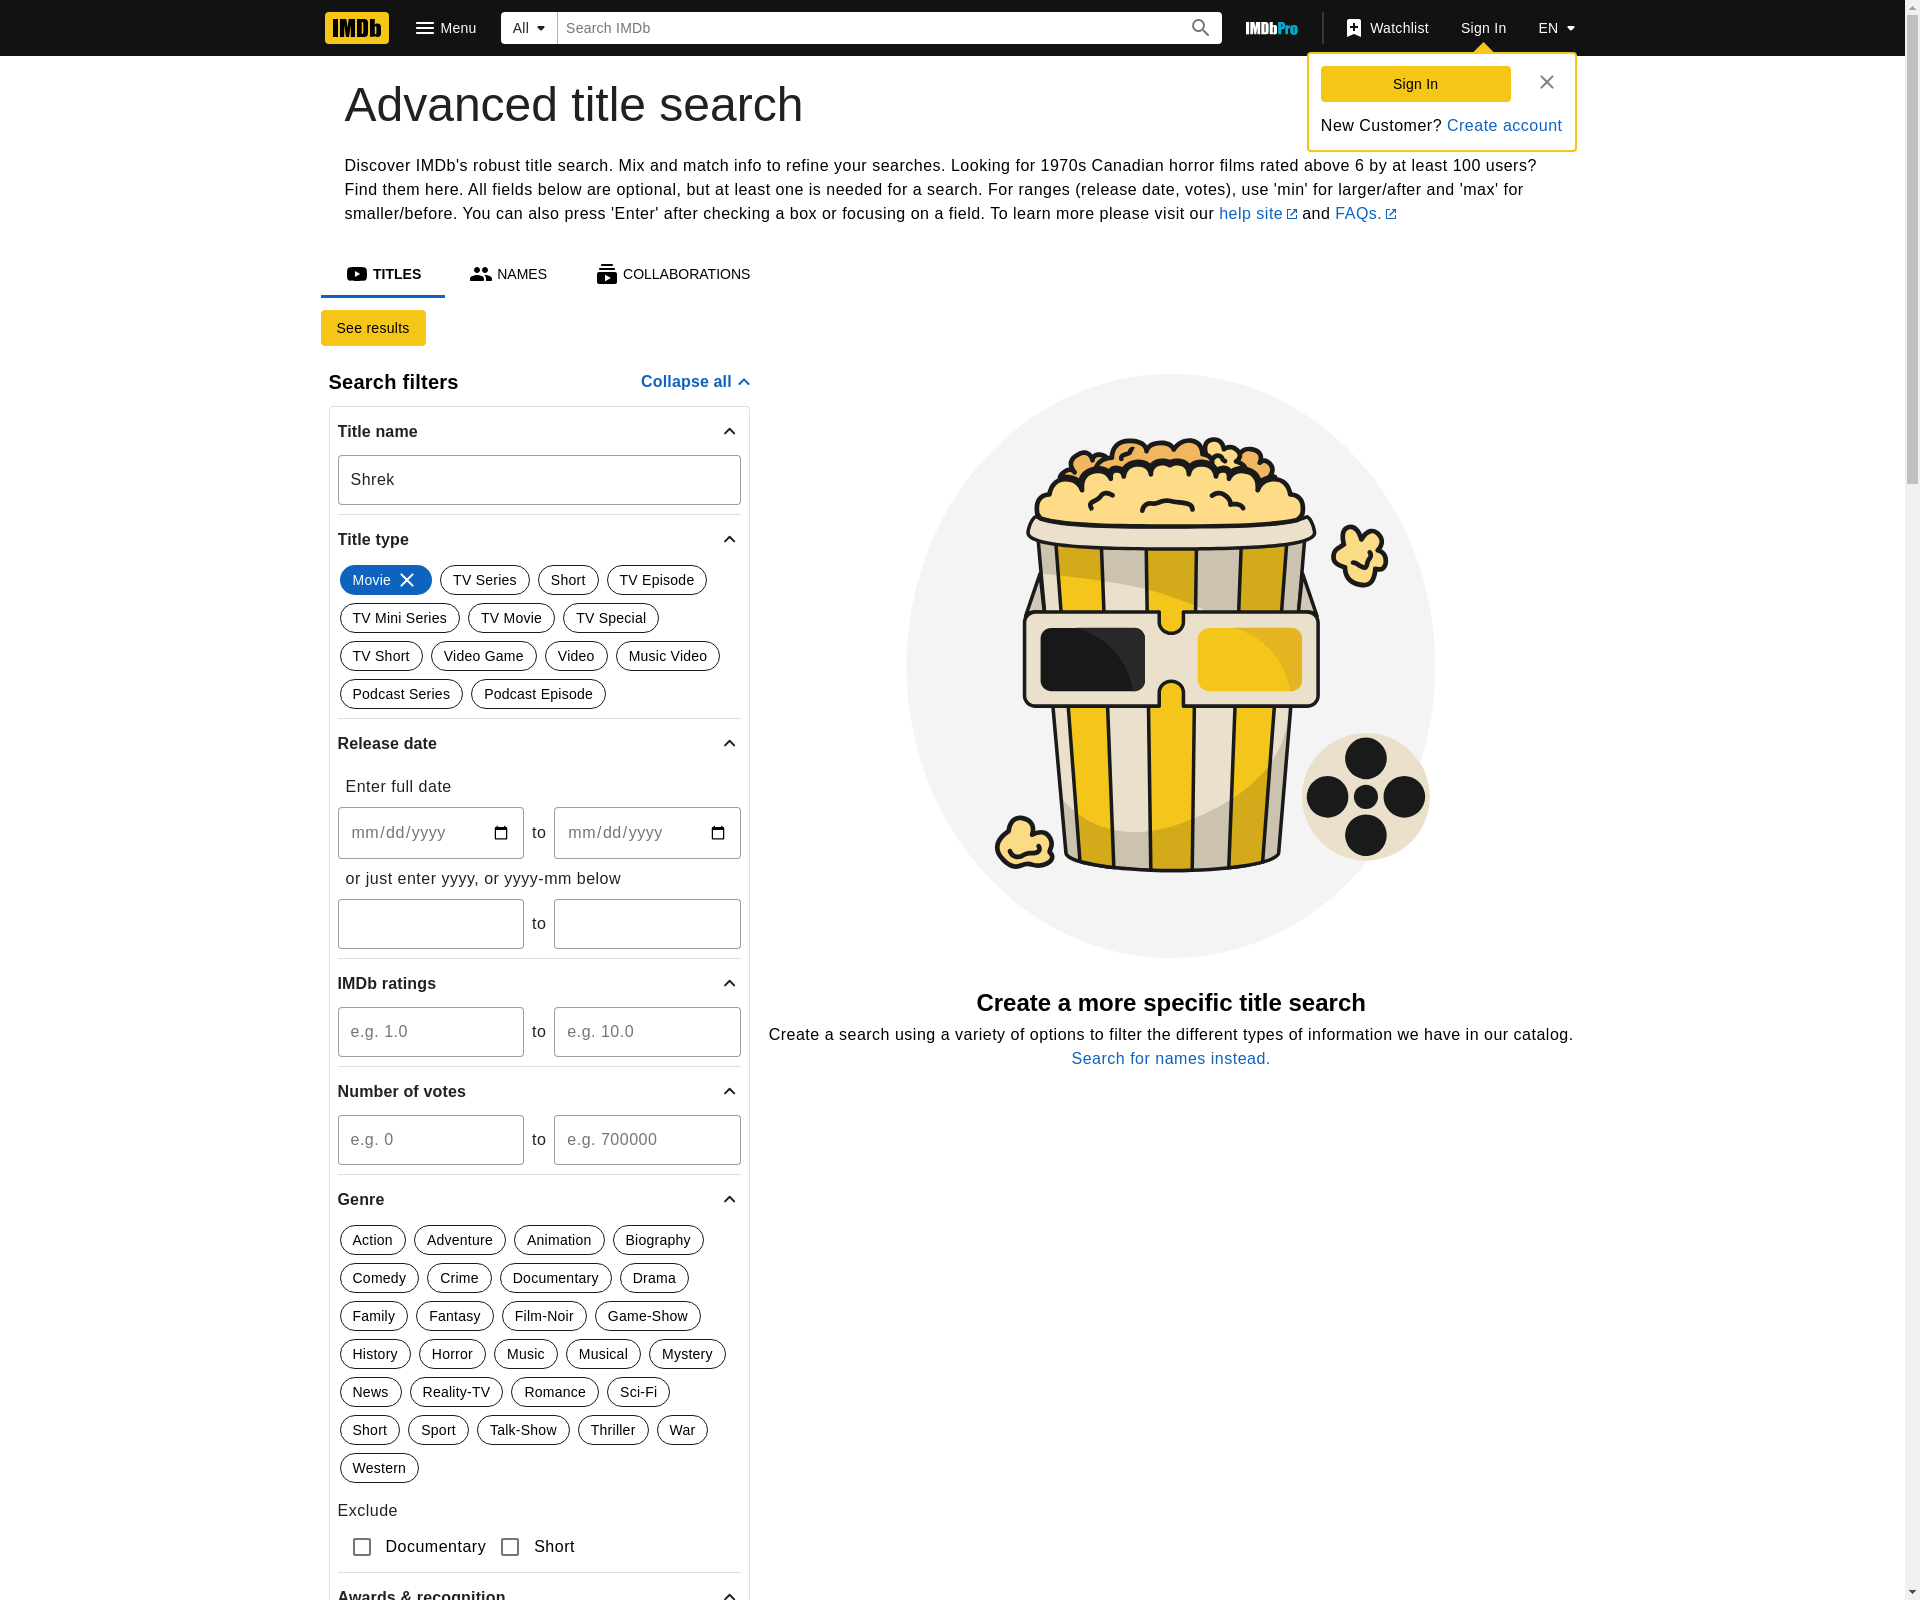 IMDb Menu All Search IMDb IMDbPro Watchlist Sign In EN
Sign In
New Customer? Create account
Advanced title search
Discover IMDb's robust title search. Mix and match info to refine your searches. Looking for 1970s Canadian horror films rated above 6 by at least 100 users?
Find them here. All fields below are optional, but at least one is needed for a search. For ranges (release date, votes), use 'min' for larger/after and 'max' for
smaller/before. You can also press 'Enter' after checking a box or focusing on a field. To learn more please visit our help site and FAQs.
TITLES NAMES COLLABORATIONS
See results
Search filters Collapse all
Title name
Shrek
Title type
Movie TV Series Short TV Episode
TV Mini Series TV Movie TV Special
TV Short Video Game Video Music Video
Podcast Series Podcast Episode
Release date
Enter full date
mm/dd/yyyy to mm/dd/yyyy
or just enter yyyy, or yyyy-mm below
to
IMDb ratings
e.g. 1.0 to e.g. 10.0
Number of votes
e.g. 0 to e.g. 700000
Genre
Action Adventure Animation Biography
Comedy Crime Documentary Drama
Family Fantasy Film-Noir Game-Show
History Horror Music Musical Mystery
News Reality-TV Romance Sci-Fi
Short Sport Talk-Show Thriller War
Western
Exclude
Documentary Short
Awards & recognition
Create a more specific title search
Create a search using a variety of options to filter the different types of information we have in our catalog.
Search for names instead.